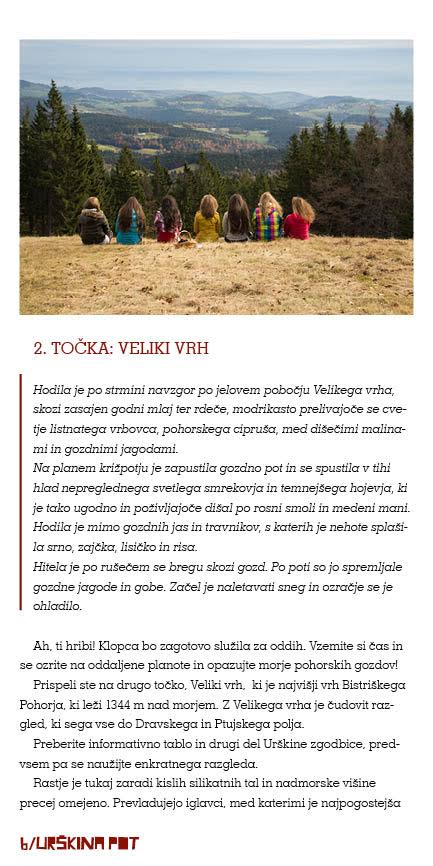 2. TOČKA: VELIKI VRH
Hodila je po strmini navzgor po jelovem pobočju Velikega vrha,
skozi zasajen godni mlaj ter rdeče, modrikasto prelivajoče se cve-
tje listnatega vrbovca, pohorskega cipruša, med dišečimi malina-
mi in gozdnimi jagodami.
Na planem križpotju je zapustila gozdno pot in se spustila v tihi
hlad nepreglednega svetlega smrekovja in temnejšega hojevja, ki
je tako ugodno in poživljajoče dišal po rosni smoli in medeni mani.
Hodila je mimo gozdnih jas in travnikov, s katerih je nehote splaši-
la srno, zajčka, lisičko in risa.
Hitela je po rušečem se bregu skozi gozd. Po poti so jo spremljale
gozdne jagode in gobe. Začel je naletavati sneg in ozračje se je
ohladilo.
Ah, ti hribi! Klopca bo zagotovo služila za oddih. Vzemite si čas in
se ozrite na oddaljene planote in opazujte morje pohorskih gozdov!
Prispeli ste na drugo točko, Veliki vrh, ki je najvišji vrh Bistriškega
Pohorja, ki leži 1344 m nad morjem. Z Velikega vrha je čudovit raz-
gled, ki sega vse do Dravskega in Ptujskega polja.
Preberite informativno tablo in drugi del Urškine zgodbice, pred-
vsem pa se naužijte enkratnega razgleda.
Rastje je tukaj zaradi kislih silikatnih tal in nadmorske višine
precej omejeno. Prevladujejo iglavci, med katerimi je najpogostejša
6/URŠKINA POT